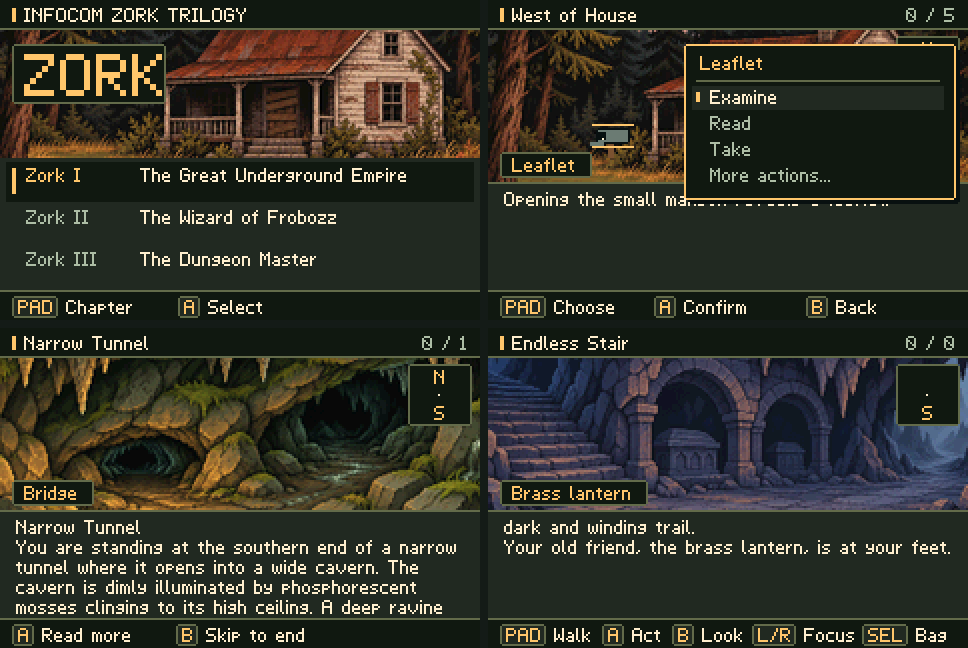 INFOCOM ZORK TRILOGY
ZORK
Zork I The Great Underground Empire
Zork II The Wizard of Frobozz
Zork III The Dungeon Master
PAD Chapter A Select
West of House 0 / 5
Leaflet
Examine
Read
Take
More actions...
Leaflet
Opening the small
PAD Choose A Confirm B Back
Narrow Tunnel 0 / 1
N
.
S
Bridge
Narrow Tunnel
You are standing at the southern end of a narrow
tunnel where it opens into a wide cavern. The
cavern is dimly illuminated by phosphorescent
mosses clinging to its high ceiling. A deep ravine
A Read more B Skip to end
Endless Stair 0 / 0
.
S
Brass lantern
dark and winding trail.
Your old friend, the brass lantern, is at your feet.
PAD Walk A Act B Look L/R Focus SEL Bag